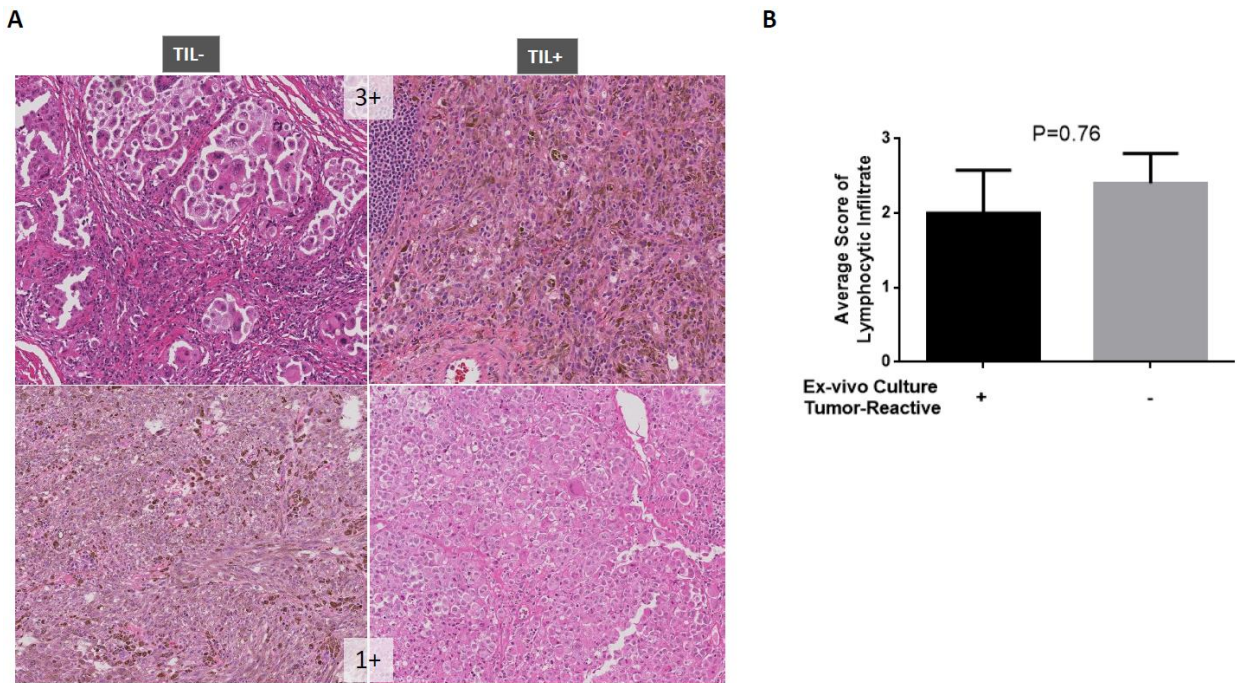 A
TIL-
TIL+
3+
1+
B
P=0.76
3
2
1
0
Average Score of
Lymphocytic Infiltrate
Ex-vivo Culture
Tumor-Reactive
+
-